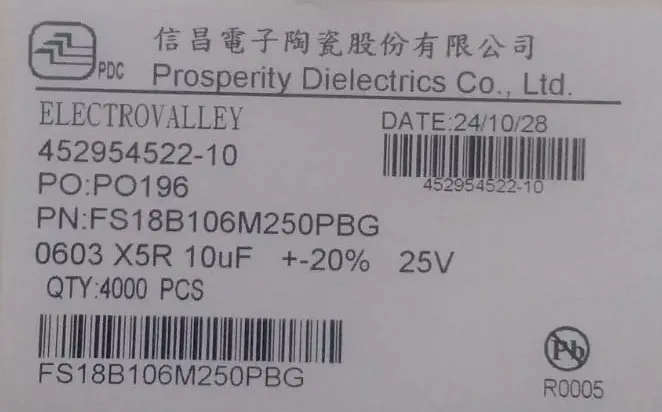 信昌電子陶瓷股份有限公司
PDC Prosperity Dielectrics Co., Ltd.
ELECTROVALLEY
DATE:24/10/28
452954522-10
452954522-10
PO:PO196
PN:FS18B106M250PBG
0603 X5R 10uF +-20% 25V
QTY:4000 PCS
FS18B106M250PBG
Pb
R0005